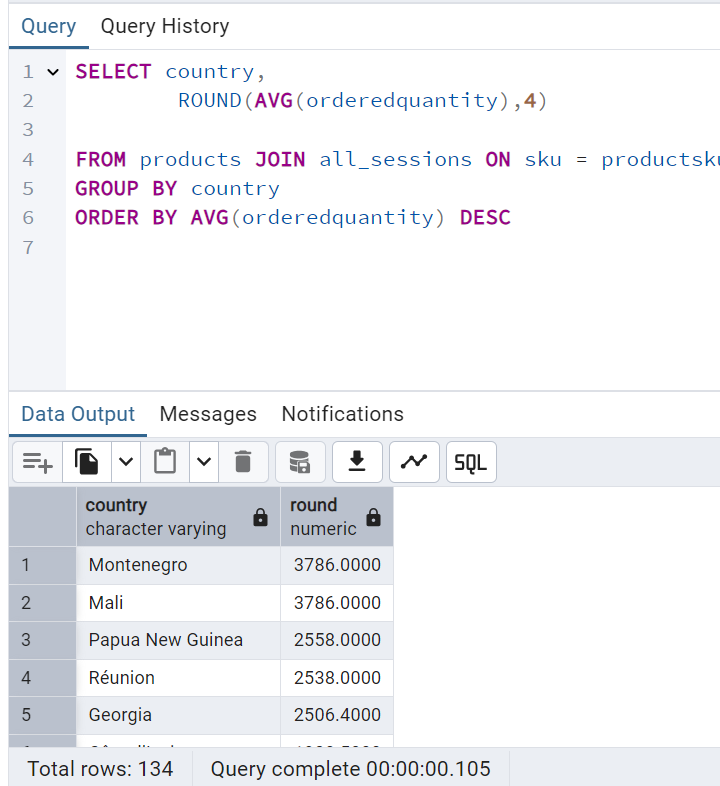 Query Query History
1 SELECT country,
2 ROUND(AVG(orderedquantity),4)
3
4 FROM products JOIN all_sessions ON sku = productsku
5 GROUP BY country
6 ORDER BY AVG(orderedquantity) DESC
7
Data Output Messages Notifications
SQL
country round
character varying numeric
1 Montenegro 3786.0000
2 Mali 3786.0000
3 Papua New Guinea 2558.0000
4 Réunion 2538.0000
5 Georgia 2506.4000
Total rows: 134 Query complete 00:00:00.105